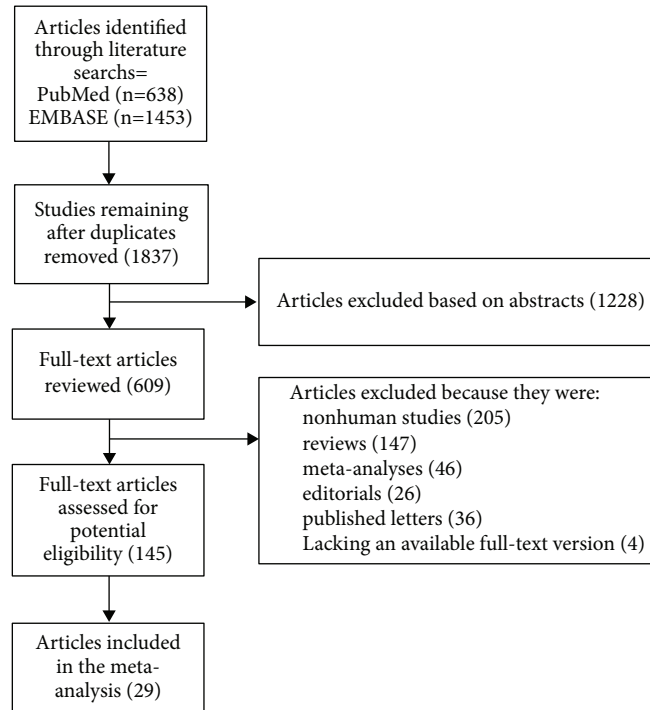 Articles identified
through literature
searchs=
PubMed (n=638)
EMBASE (n=1453)
Studies remaining
after duplicates
removed (1837)
Articles excluded based on abstracts (1228)
Full-text articles
reviewed (609)
Articles excluded because they were:
nonhuman studies (205)
reviews (147)
meta-analyses (46)
editorials (26)
published letters (36)
Lacking an available full-text version (4)
Full-text articles
assessed for
potential
eligibility (145)
Articles included
in the meta-
analysis (29)